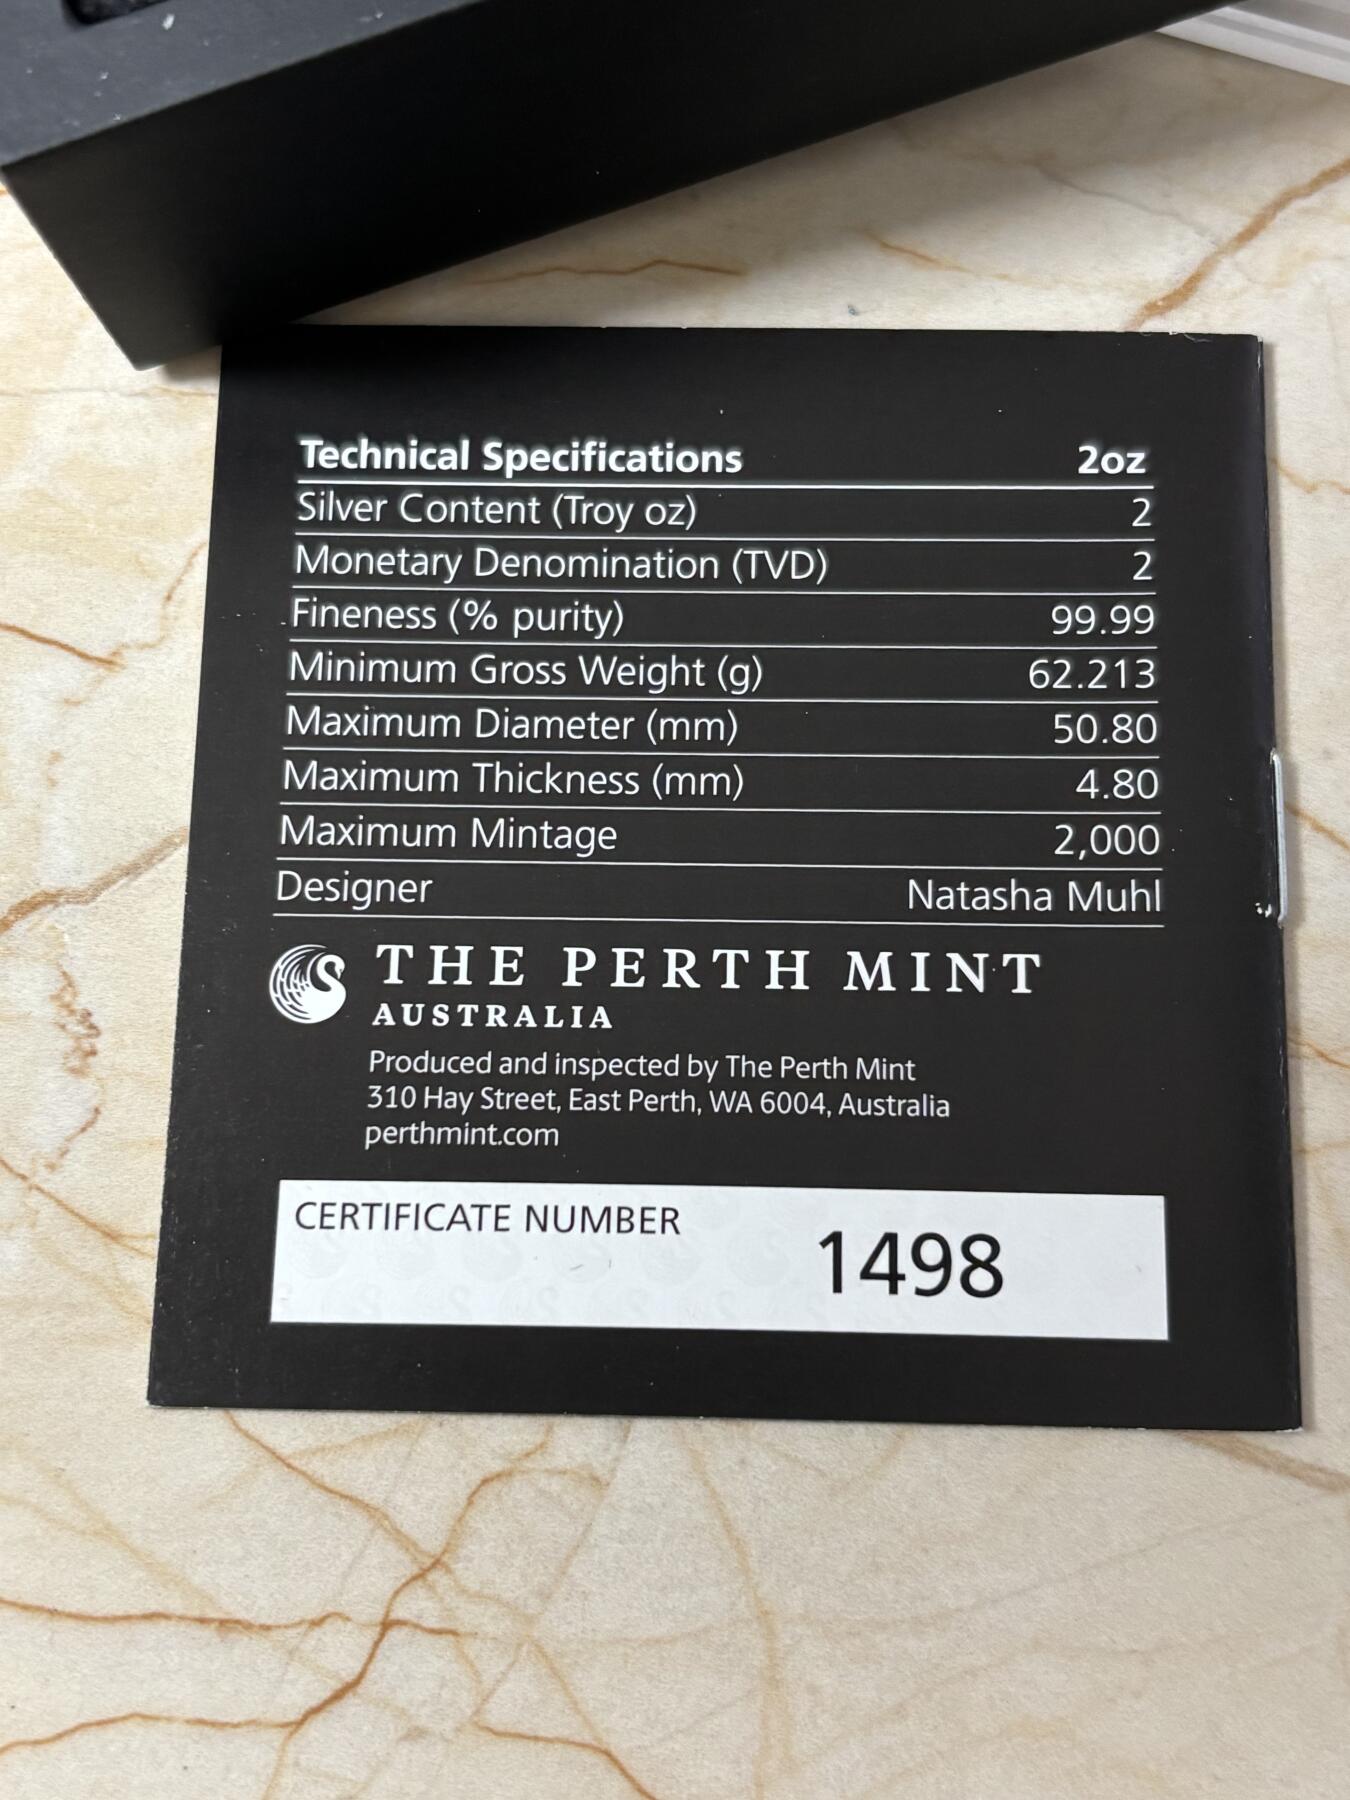 Technical Specifications 2oz
Silver Content (Troy oz) 2
Monetary Denomination (TVD) 2
Fineness (% purity) 99.99
Minimum Gross Weight (g) 62.213
Maximum Diameter (mm) 50.80
Maximum Thickness (mm) 4.80
Maximum Mintage 2,000
Designer Natasha Muhl
THE PERTH MINT
AUSTRALIA
Produced and inspected by The Perth Mint
310 Hay Street, East Perth, WA 6004, Australia
perthmint.com
CERTIFICATE NUMBER
1498